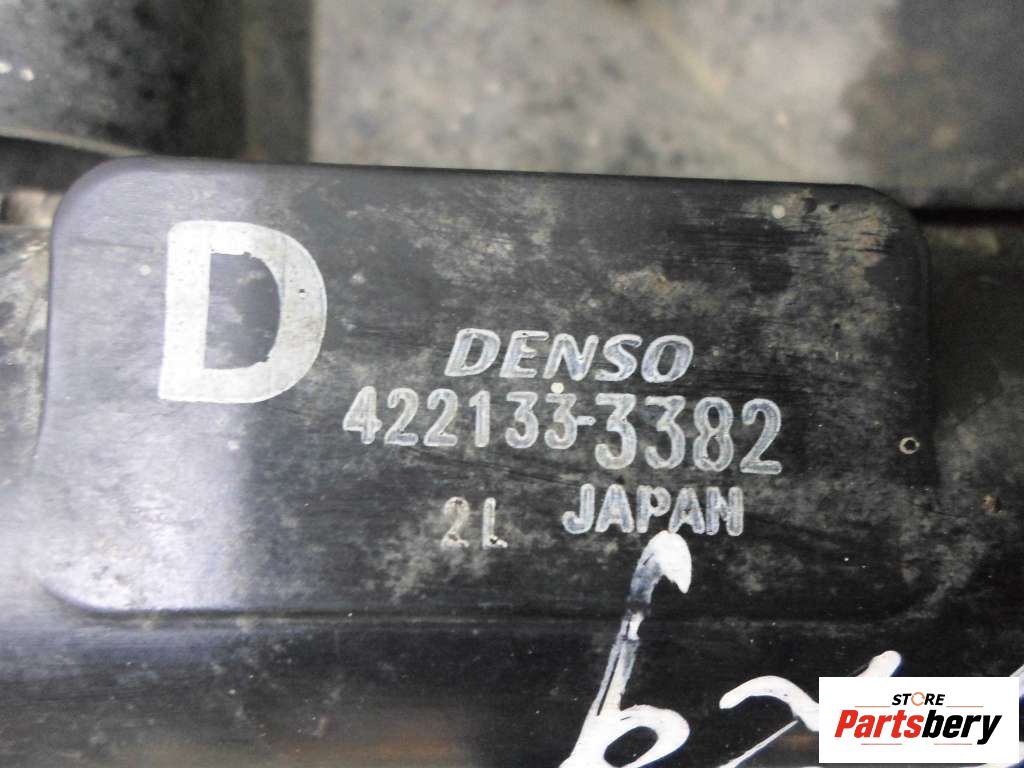 D
DENSO
422133-3382
2L JAPAN
STORE
Partsbery